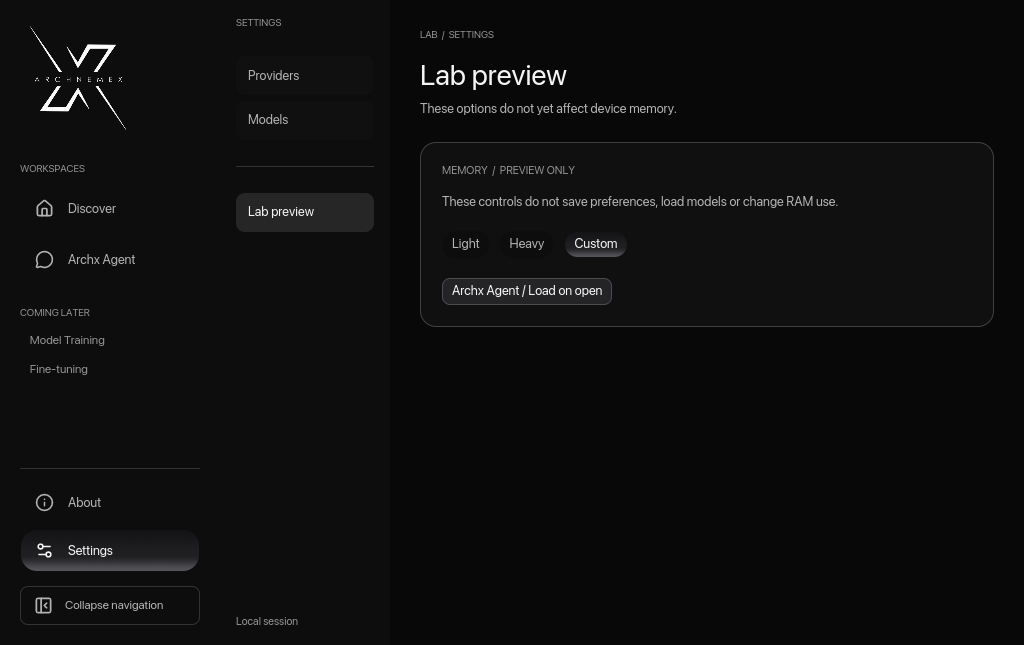 ARCHNEMEX
WORKSPACES
Discover
Archx Agent
COMING LATER
Model Training
Fine-tuning
About
Settings
Collapse navigation
SETTINGS
Providers
Models
Lab preview
Local session
LAB / SETTINGS
Lab preview
These options do not yet affect device memory.
MEMORY / PREVIEW ONLY
These controls do not save preferences, load models or change RAM use.
Light Heavy Custom
Archx Agent / Load on open